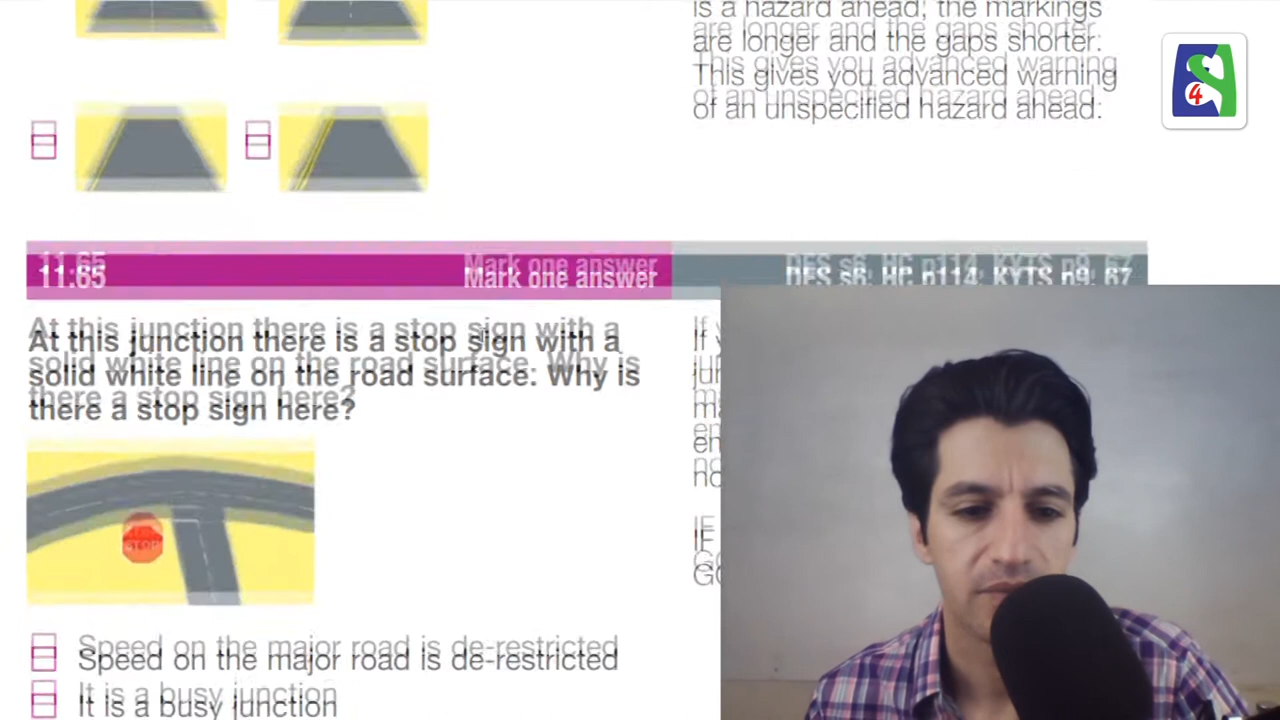 is a hazard ahead, the markings
are longer and the gaps shorter.
This gives you advanced warning
of an unspecified hazard ahead.
4
11.65
Mark one answer
DES s6, HC p114, KYTS p9, 67
At this junction there is a stop sign with a
solid white line on the road surface. Why is
there a stop sign here?
If
STOP
IF
Speed on the major road is de-restricted
It is a busy junction